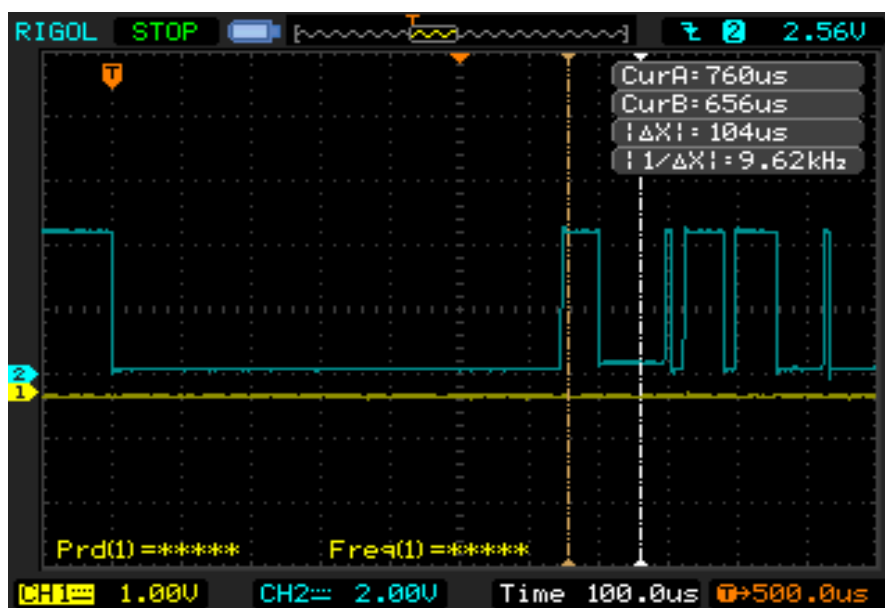 RIGOL STOP T 2 2.56V
T
CurA=760us
CurB=656us
|ΔX|=104us
|1/ΔX|=9.62kHz
2
1
Prd(1)=***** Freq(1)=*****
CH1 1.00V CH2 2.00V Time 100.0us T→500.0us